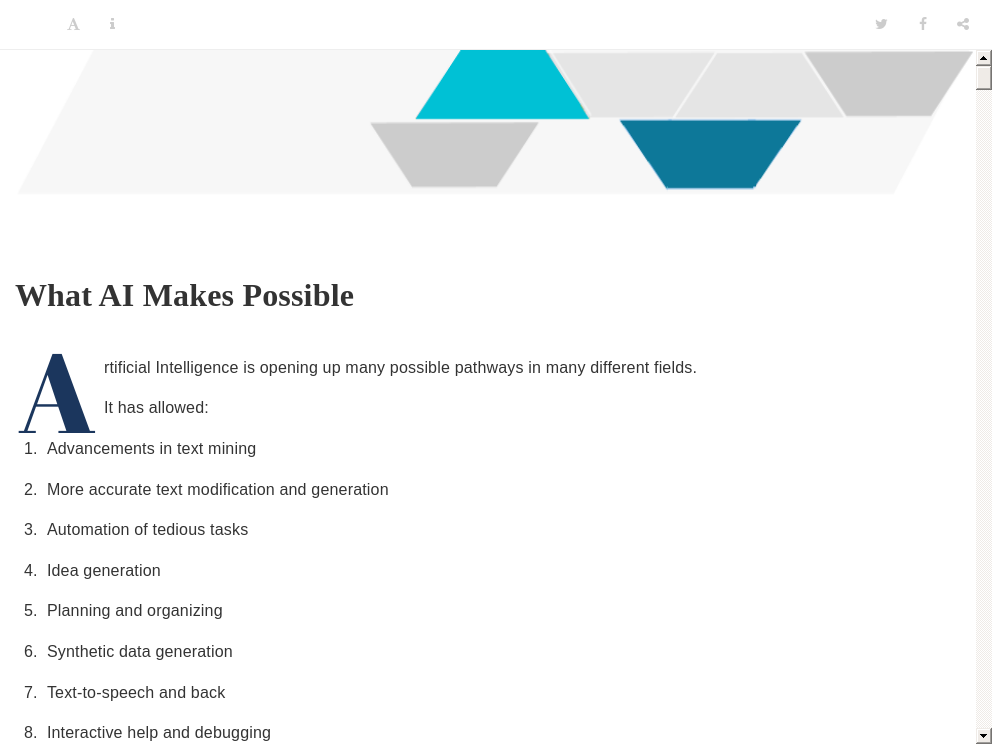 What AI Makes Possible
Artificial Intelligence is opening up many possible pathways in many different fields.
It has allowed:
1. Advancements in text mining
2. More accurate text modification and generation
3. Automation of tedious tasks
4. Idea generation
5. Planning and organizing
6. Synthetic data generation
7. Text-to-speech and back
8. Interactive help and debugging